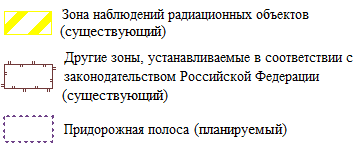 Зона наблюдений радиационных объектов
(существующий)
Другие зоны, устанавливаемые в соответствии с
законодательством Российской Федерации
(существующий)
Придорожная полоса (планируемый)